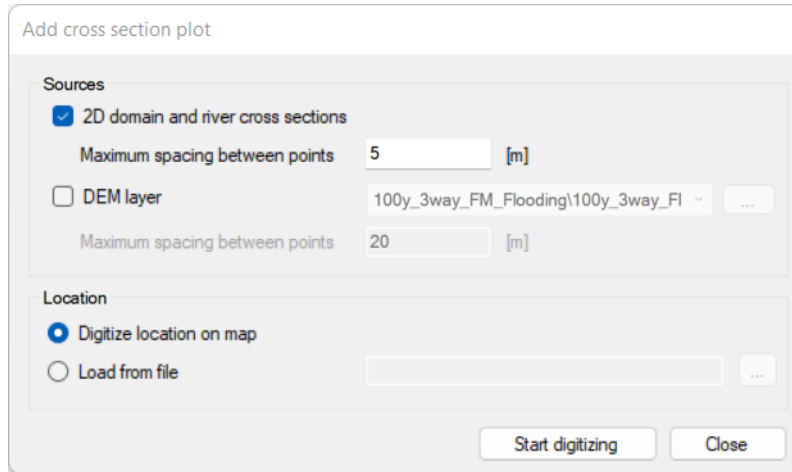 Add cross section plot
Sources
2D domain and river cross sections
Maximum spacing between points 5 [m]
DEM layer 100y_3way_FM_Flooding\100y_3way_Fl ...
Maximum spacing between points 20 [m]
Location
Digitize location on map
Load from file ...
Start digitizing Close